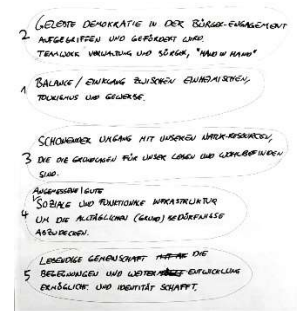 2 GELEBTE DEMOKRATIE IN DER BÜRGER-ENGAGEMENT
AUFGEGRIFFEN UND GEFÖRDERT WIRD.
TEAMWORK VERWALTUNG UND BÜRGER, "HAND IN HAND"
1 BALANCE / EINKLANG ZWISCHEN EINHEIMISCHEN,
TOURISMUS UND GEWERBE.
SCHONENDER UMGANG MIT UNSEREN NATUR-RESOURCEN,
3 DIE DIE GRUNDLAGEN FÜR UNSER LEBEN UND WOHLBEFINDEN
SIND.
ANGEMESSENE / GUTE
SOZIALE UND FUNKTIONALE INFRASTRUKTUR
4 UM DIE ALLTÄGLICHEN (GRUND) BEDÜRFNISSE
ABZUDECKEN.
LEBENDIGE GEMEINSCHAFT DIE
5 BEGEGNUNGEN UND WEITERENTWICKLUNG
ERMÖGLICHT UND IDENTITÄT SCHAFFT.